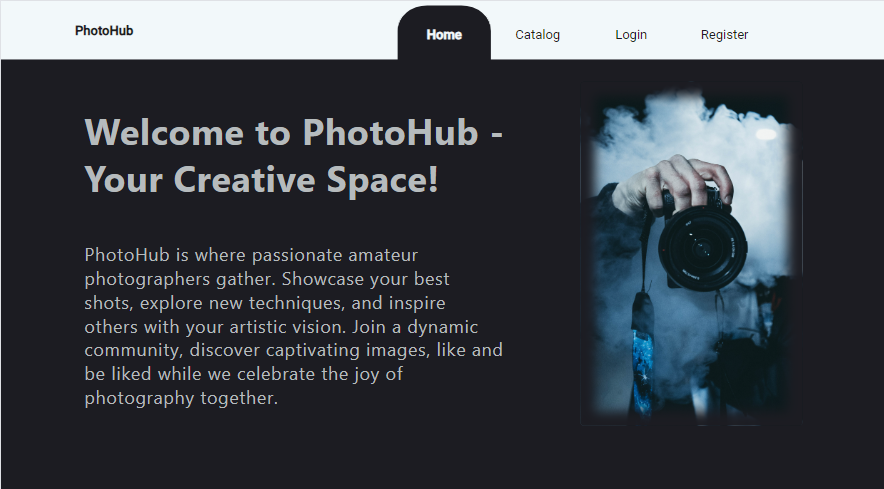 PhotoHub
Home
Catalog
Login
Register
Welcome to PhotoHub -
Your Creative Space!
PhotoHub is where passionate amateur
photographers gather. Showcase your best
shots, explore new techniques, and inspire
others with your artistic vision. Join a dynamic
community, discover captivating images, like and
be liked while we celebrate the joy of
photography together.